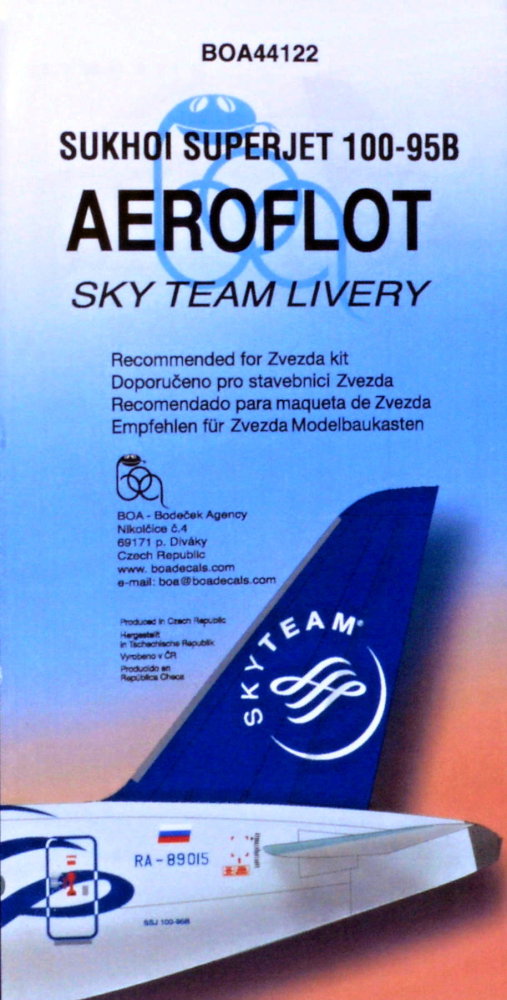 BOA44122
SUKHOI SUPERJET 100-95B
AEROFLOT
SKY TEAM LIVERY
Recommended for Zvezda kit
Doporučeno pro stavebnici Zvezda
Recomendado para maqueta de Zvezda
Empfehlen für Zvezda Modelbaukasten
BOA - Bodeček Agency
Nikolčice č.4
69171 p. Diváky
Czech Republic
www. boadecals.com
e-mail: boa@boadecals.com
Produced in Czech Republic
Hergestellt
in Tschechische Republik
Vyrobeno v ČR
Producido en
República Checa
SKYTEAM
RA-89015
SSJ 100-95B